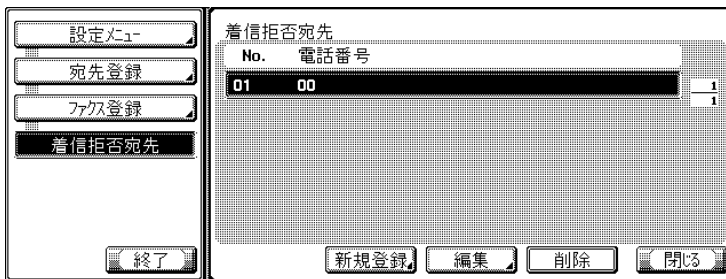 設定ﾒﾆｭｰ
宛先登録
ﾌｧｸｽ登録
着信拒否宛先
終了
着信拒否宛先
No. 電話番号
01 00
1
1
新規登録 編集 削除 閉じる